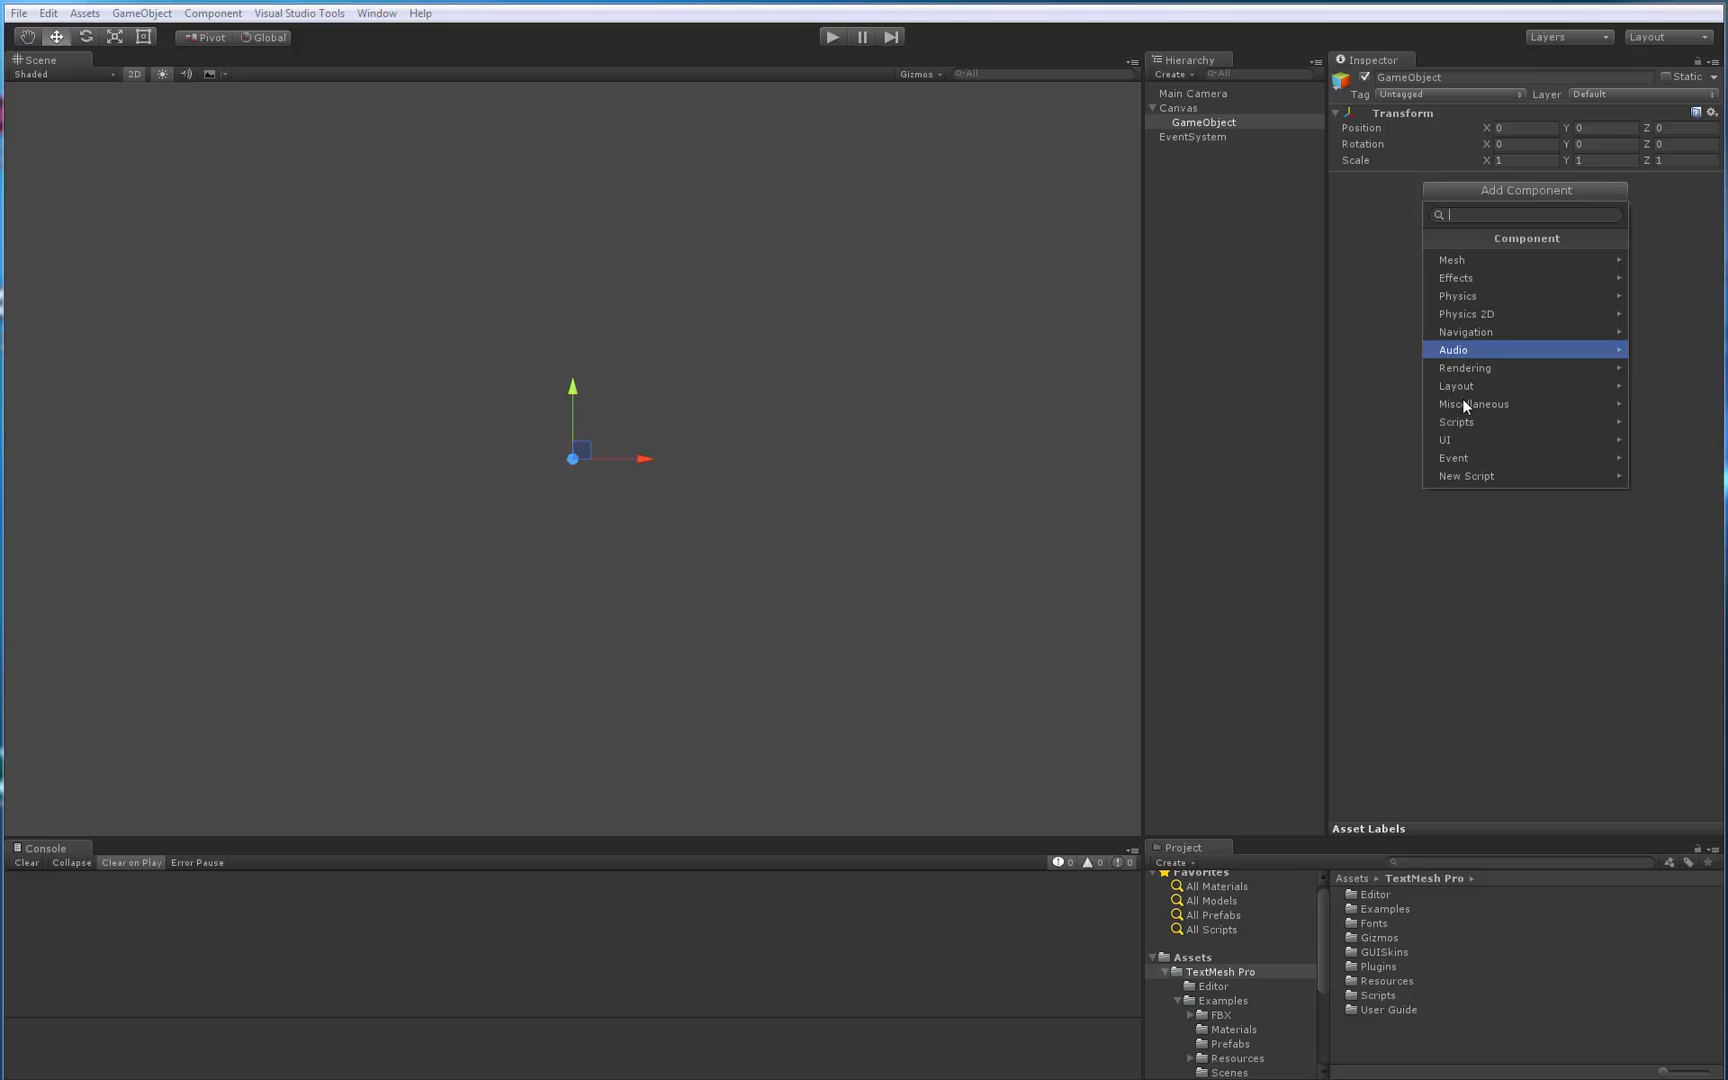 File Edit Assets GameObject Component Visual Studio Tools Window Help
Pivot Global Layers Layout
Scene
Shaded 2D Gizmos All
Hierarchy
Create All
Main Camera
Canvas
GameObject
EventSystem
Inspector
GameObject Static
Tag Untagged Layer Default
Transform
Position X 0 Y 0 Z 0
Rotation X 0 Y 0 Z 0
Scale X 1 Y 1 Z 1
Add Component
Component
Mesh
Effects
Physics
Physics 2D
Navigation
Audio
Rendering
Layout
Miscellaneous
Scripts
UI
Event
New Script
Asset Labels
Console
Clear Collapse Clear on Play Error Pause 0 0 0
Project
Create
Favorites
All Materials
All Models
All Prefabs
All Scripts
Assets
TextMesh Pro
Editor
Examples
FBX
Materials
Prefabs
Resources
Scenes
Assets TextMesh Pro
Editor
Examples
Fonts
Gizmos
GUISkins
Plugins
Resources
Scripts
User Guide